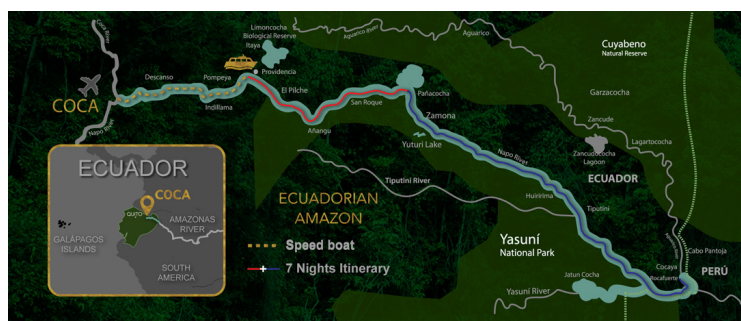 Coca River
Limoncocha
Biological Reserve
Itaya
Aguarico River
Aguarico
Cuyabeno
Natural Reserve
Descanso
Pompeya
Providencia
COCA
Indillama
El Pilche
San Roque
Pañacocha
Garzacocha
Napo River
Añangu
Zamona
Zancudo
Yuturi Lake
Napo River
Lagartococha
Zancudococha
Lagoon
ECUADOR
COCA
QUITO
AMAZONAS
RIVER
GALÁPAGOS
ISLANDS
SOUTH
AMERICA
Tiputini River
ECUADORIAN
AMAZON
Speed boat
7 Nights Itinerary
ECUADOR
Huiririma
Tiputini
Yasuní
National Park
Cabo Pantoja
Cocaya
PERÚ
Rocafuerte
Jatun Cocha
Yasuní River